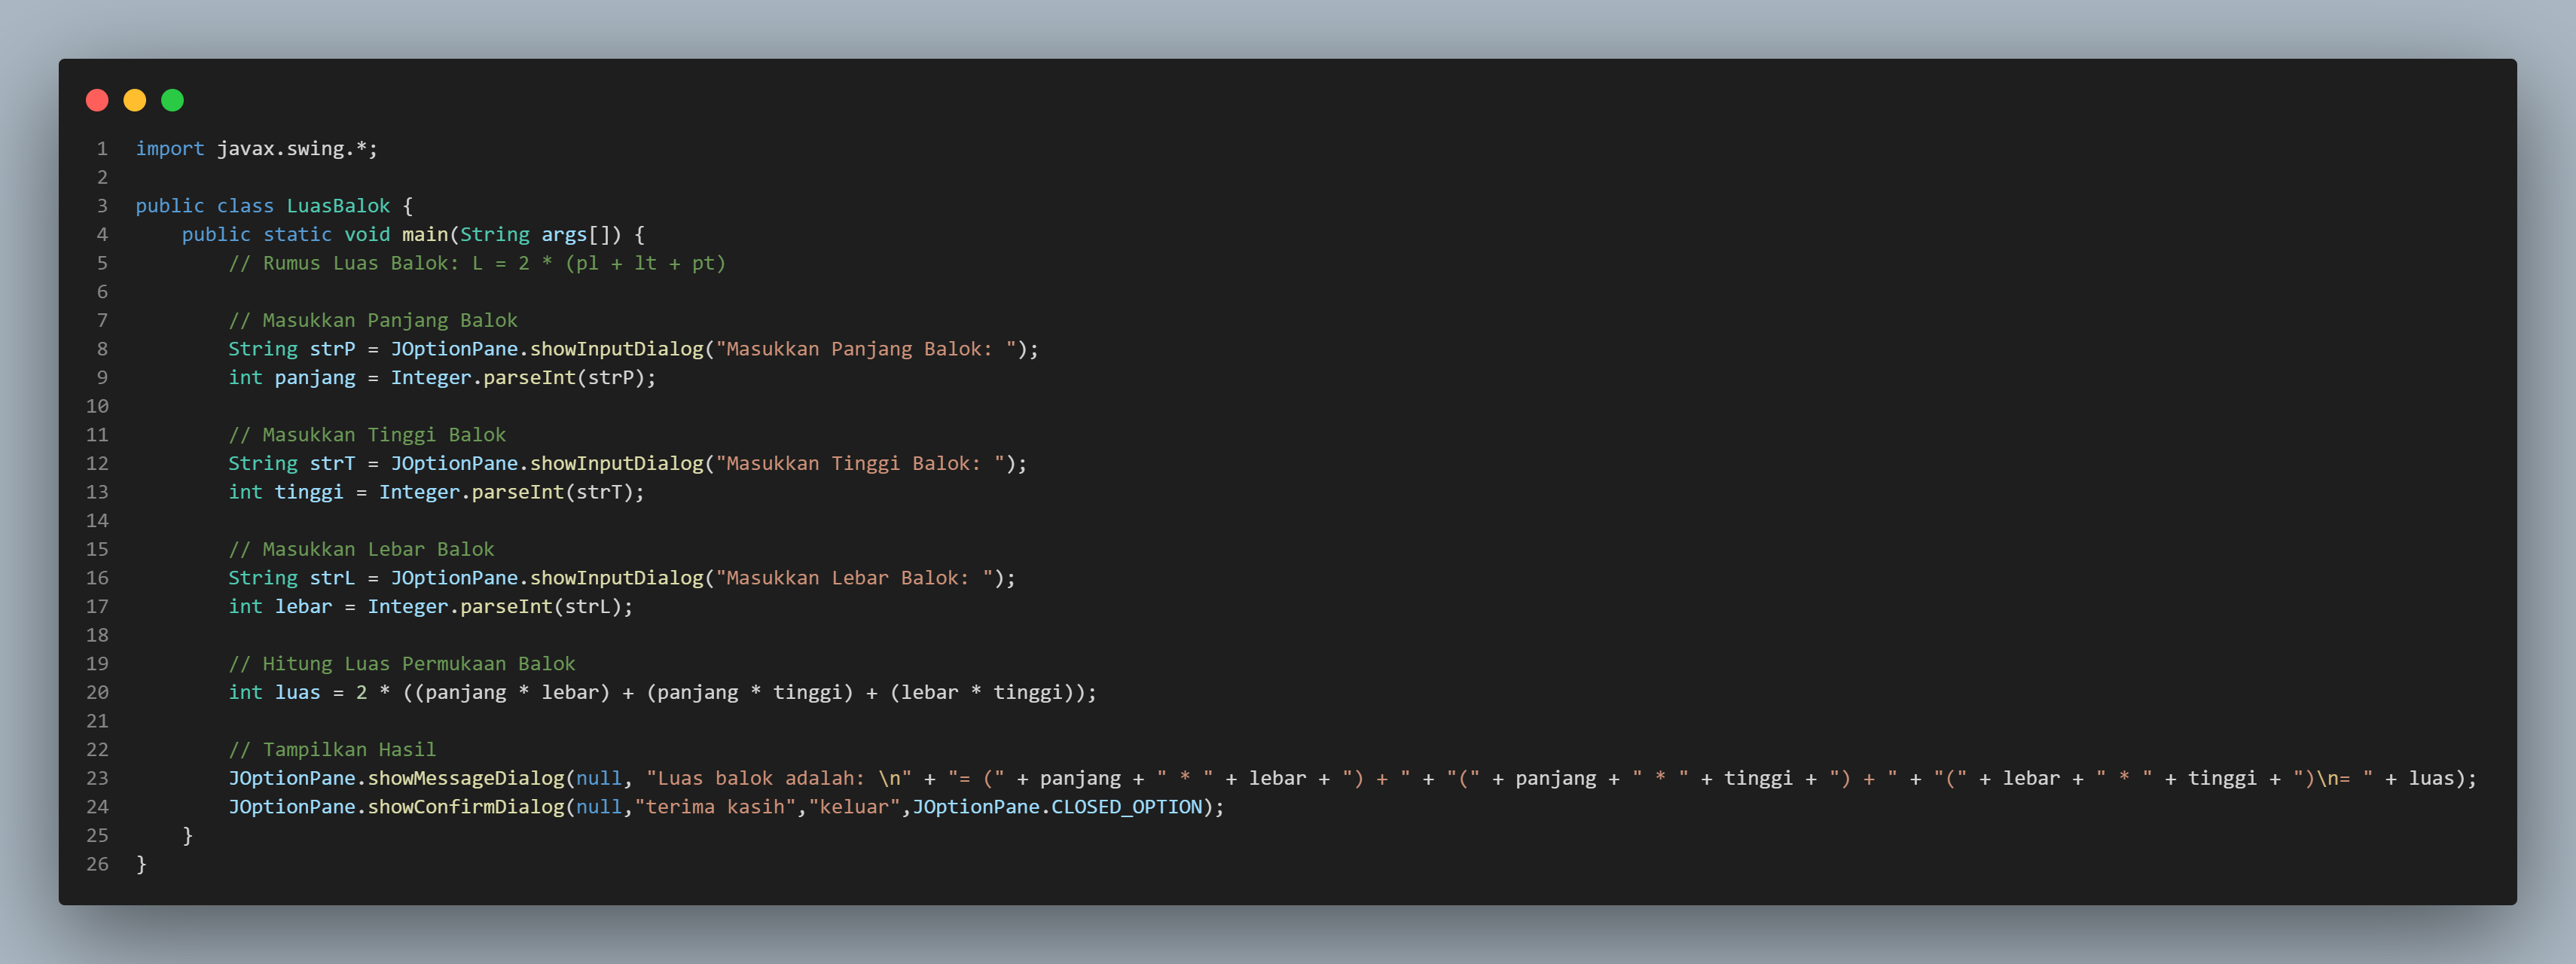 1 import javax.swing.*;
2
3 public class LuasBalok {
4     public static void main(String args[]) {
5         // Rumus Luas Balok: L = 2 * (pl + lt + pt)
6
7         // Masukkan Panjang Balok
8         String strP = JOptionPane.showInputDialog("Masukkan Panjang Balok: ");
9         int panjang = Integer.parseInt(strP);
10
11         // Masukkan Tinggi Balok
12         String strT = JOptionPane.showInputDialog("Masukkan Tinggi Balok: ");
13         int tinggi = Integer.parseInt(strT);
14
15         // Masukkan Lebar Balok
16         String strL = JOptionPane.showInputDialog("Masukkan Lebar Balok: ");
17         int lebar = Integer.parseInt(strL);
18
19         // Hitung Luas Permukaan Balok
20         int luas = 2 * ((panjang * lebar) + (panjang * tinggi) + (lebar * tinggi));
21
22         // Tampilkan Hasil
23         JOptionPane.showMessageDialog(null, "Luas balok adalah: \n" + "= (" + panjang + " * " + lebar + ") + " + "(" + panjang + " * " + tinggi + ") + " + "(" + lebar + " * " + tinggi + ")\n= " + luas);
24         JOptionPane.showConfirmDialog(null,"terima kasih","keluar",JOptionPane.CLOSED_OPTION);
25     }
26 }